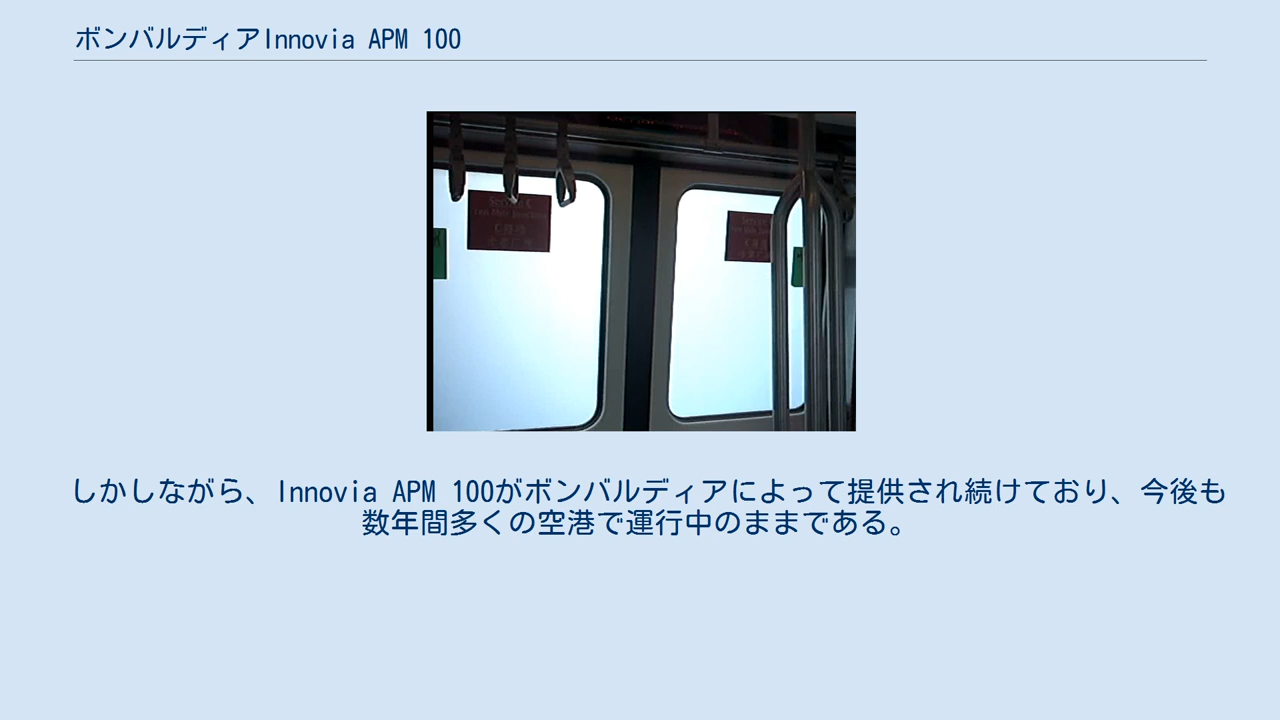 ボンバルディアInnovia APM 100
Service C
C
しかしながら、Innovia APM 100がボンバルディアによって提供され続けており、今後も
数年間多くの空港で運行中のままである。